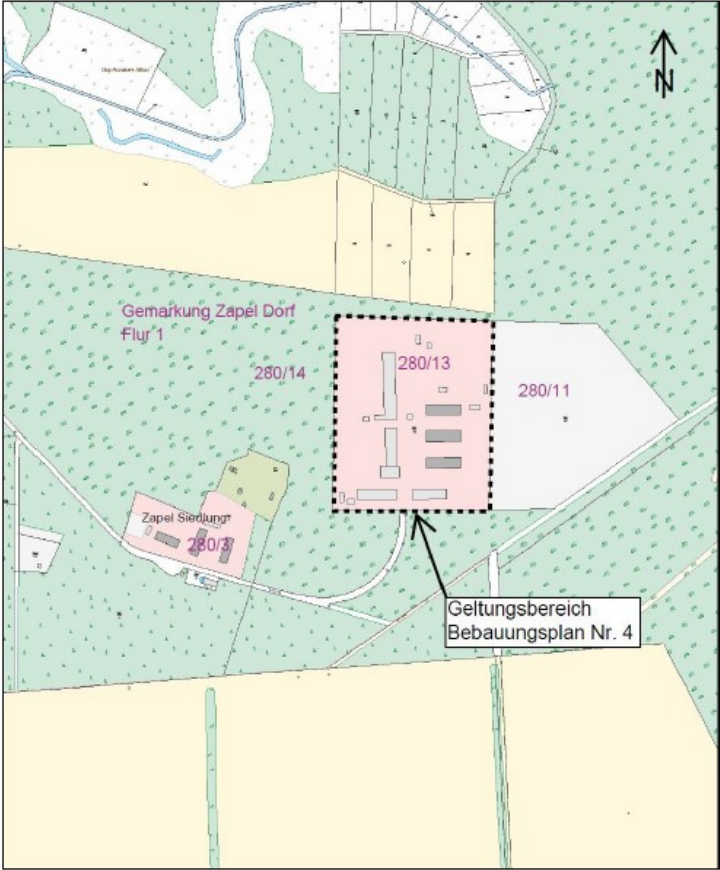 N
Gemarkung Zapel Dorf
Flur 1
280/14
280/13
280/11
Zapel Siedlung
280/3
Geltungsbereich
Bebauungsplan Nr. 4